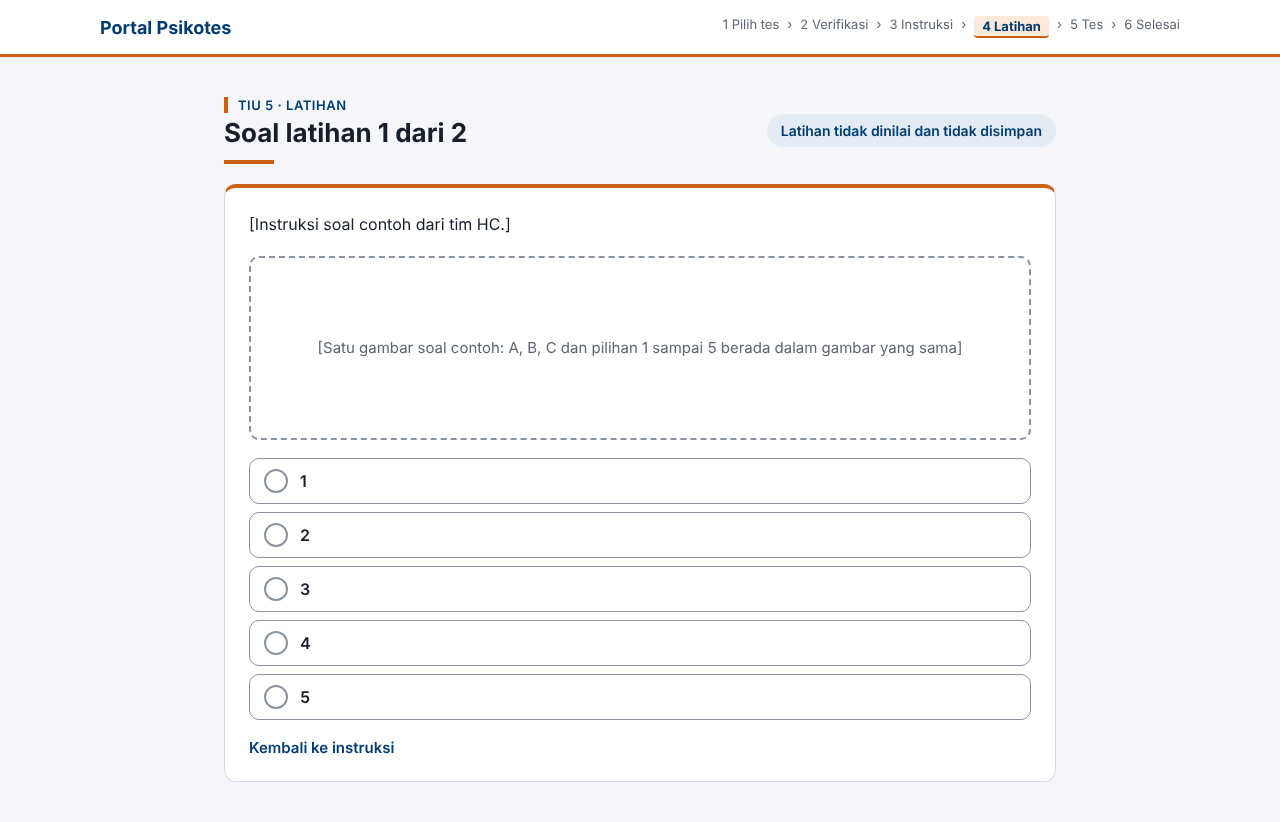 Portal Psikotes
1 Pilih tes › 2 Verifikasi › 3 Instruksi › 4 Latihan › 5 Tes › 6 Selesai
TIU 5 · LATIHAN
Soal latihan 1 dari 2
Latihan tidak dinilai dan tidak disimpan
[Instruksi soal contoh dari tim HC.]
[Satu gambar soal contoh: A, B, C dan pilihan 1 sampai 5 berada dalam gambar yang sama]
1
2
3
4
5
Kembali ke instruksi